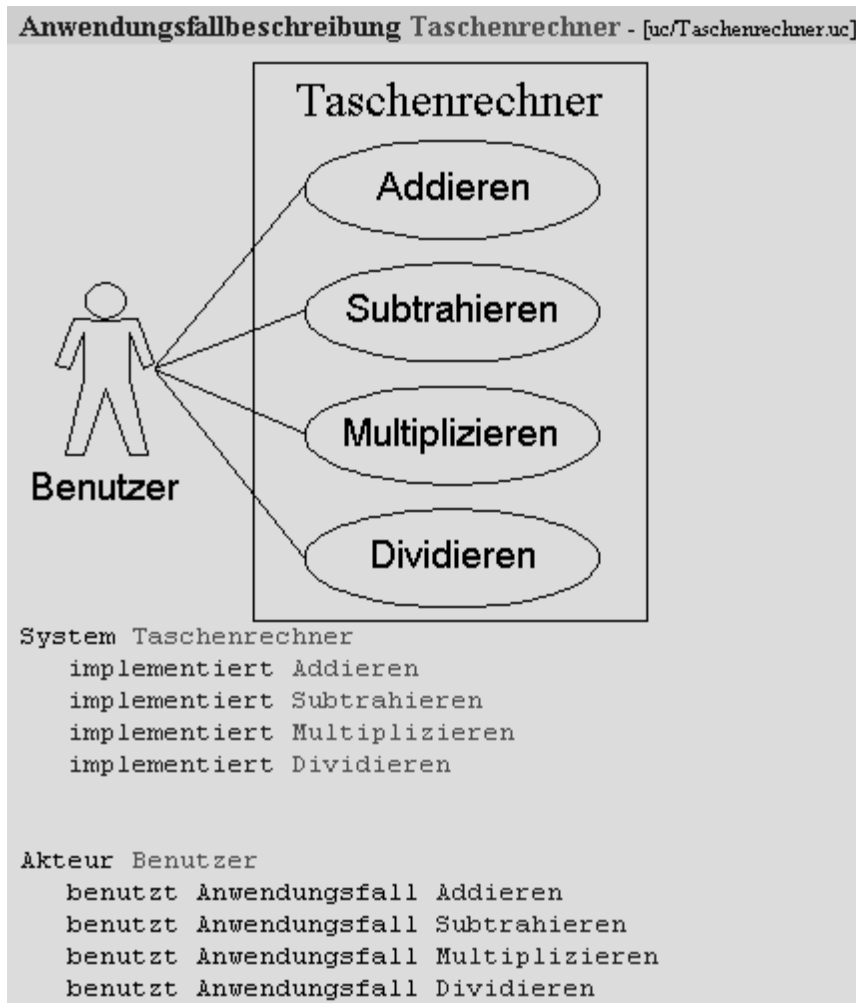 Anwendungsfallbeschreibung Taschenrechner - [uc/Taschenrechner.uc]
Taschenrechner
Addieren
Subtrahieren
Multiplizieren
Dividieren
Benutzer
System Taschenrechner
implementiert Addieren
implementiert Subtrahieren
implementiert Multiplizieren
implementiert Dividieren
Akteur Benutzer
benutzt Anwendungsfall Addieren
benutzt Anwendungsfall Subtrahieren
benutzt Anwendungsfall Multiplizieren
benutzt Anwendungsfall Dividieren